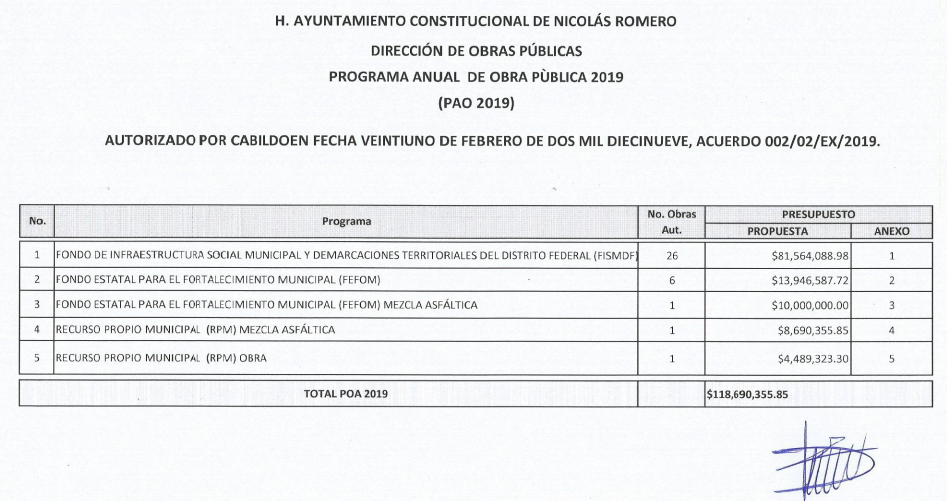 H. AYUNTAMIENTO CONSTITUCIONAL DE NICOLÁS ROMERO
DIRECCIÓN DE OBRAS PÚBLICAS
PROGRAMA ANUAL DE OBRA PÙBLICA 2019
(PAO 2019)
AUTORIZADO POR CABILDOEN FECHA VEINTIUNO DE FEBRERO DE DOS MIL DIECINUEVE, ACUERDO 002/02/EX/2019.
No. Programa No. Obras Aut. PRESUPUESTO
PROPUESTA ANEXO
1 FONDO DE INFRAESTRUCTURA SOCIAL MUNICIPAL Y DEMARCACIONES TERRITORIALES DEL DISTRITO FEDERAL (FISMDF) 26 $81,564,088.98 1
2 FONDO ESTATAL PARA EL FORTALECIMIENTO MUNICIPAL (FEFOM) 6 $13,946,587.72 2
3 FONDO ESTATAL PARA EL FORTALECIMIENTO MUNICIPAL (FEFOM) MEZCLA ASFÁLTICA 1 $10,000,000.00 3
4 RECURSO PROPIO MUNICIPAL (RPM) MEZCLA ASFÁLTICA 1 $8,690,355.85 4
5 RECURSO PROPIO MUNICIPAL (RPM) OBRA 1 $4,489,323.30 5
TOTAL POA 2019 $118,690,355.85